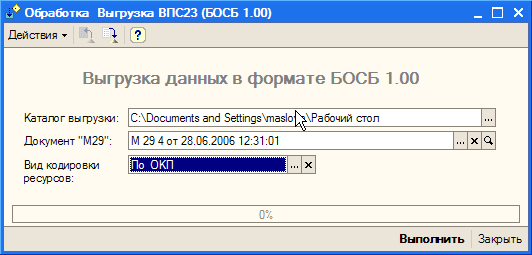 Обработка Выгрузка ВПС23 (БОСБ 1.00)
Действия
Выгрузка данных в формате БОСБ 1.00
Каталог выгрузки: C:\Documents and Settings\ \Рабочий стол ...
Документ "М29": М 29 4 от 28.06.2006 12:31:01 ...
Вид кодировки По ОКП ...
ресурсов:
0%
Выполнить Закрыть